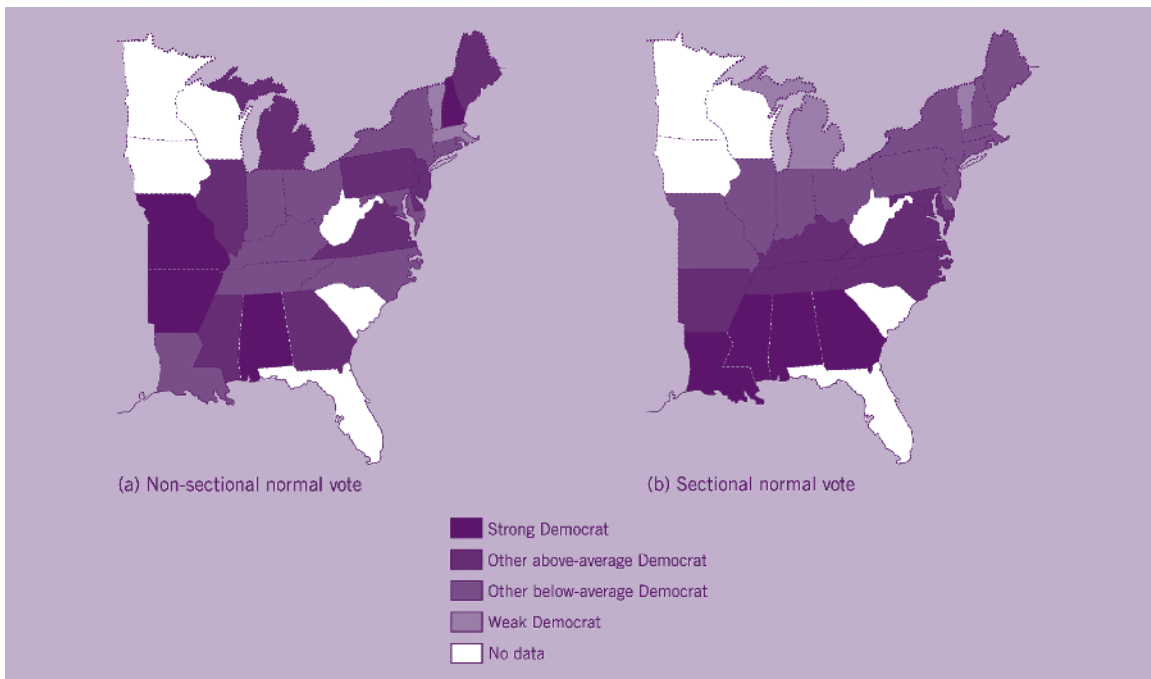 (a) Non-sectional normal vote
(b) Sectional normal vote
Strong Democrat
Other above-average Democrat
Other below-average Democrat
Weak Democrat
No data